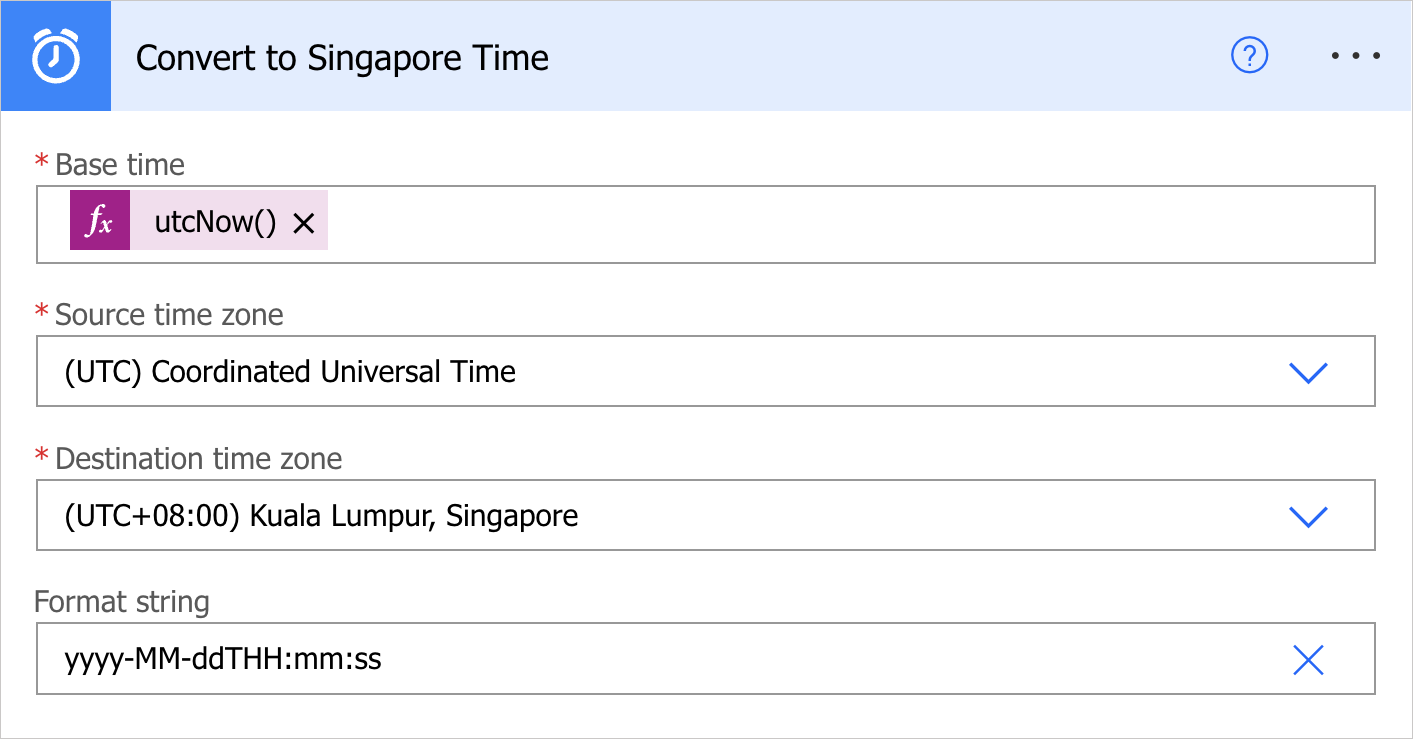 Convert to Singapore Time
?
* Base time
fx utcNow()
* Source time zone
(UTC) Coordinated Universal Time
* Destination time zone
(UTC+08:00) Kuala Lumpur, Singapore
Format string
yyyy-MM-ddTHH:mm:ss